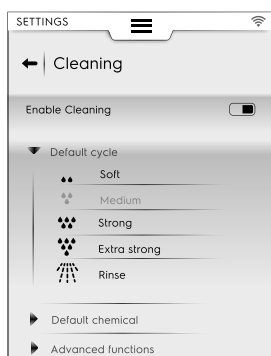 SETTINGS
Cleaning
Enable Cleaning
Default cycle
Soft
Medium
Strong
Extra strong
Rinse
Default chemical
Advanced functions